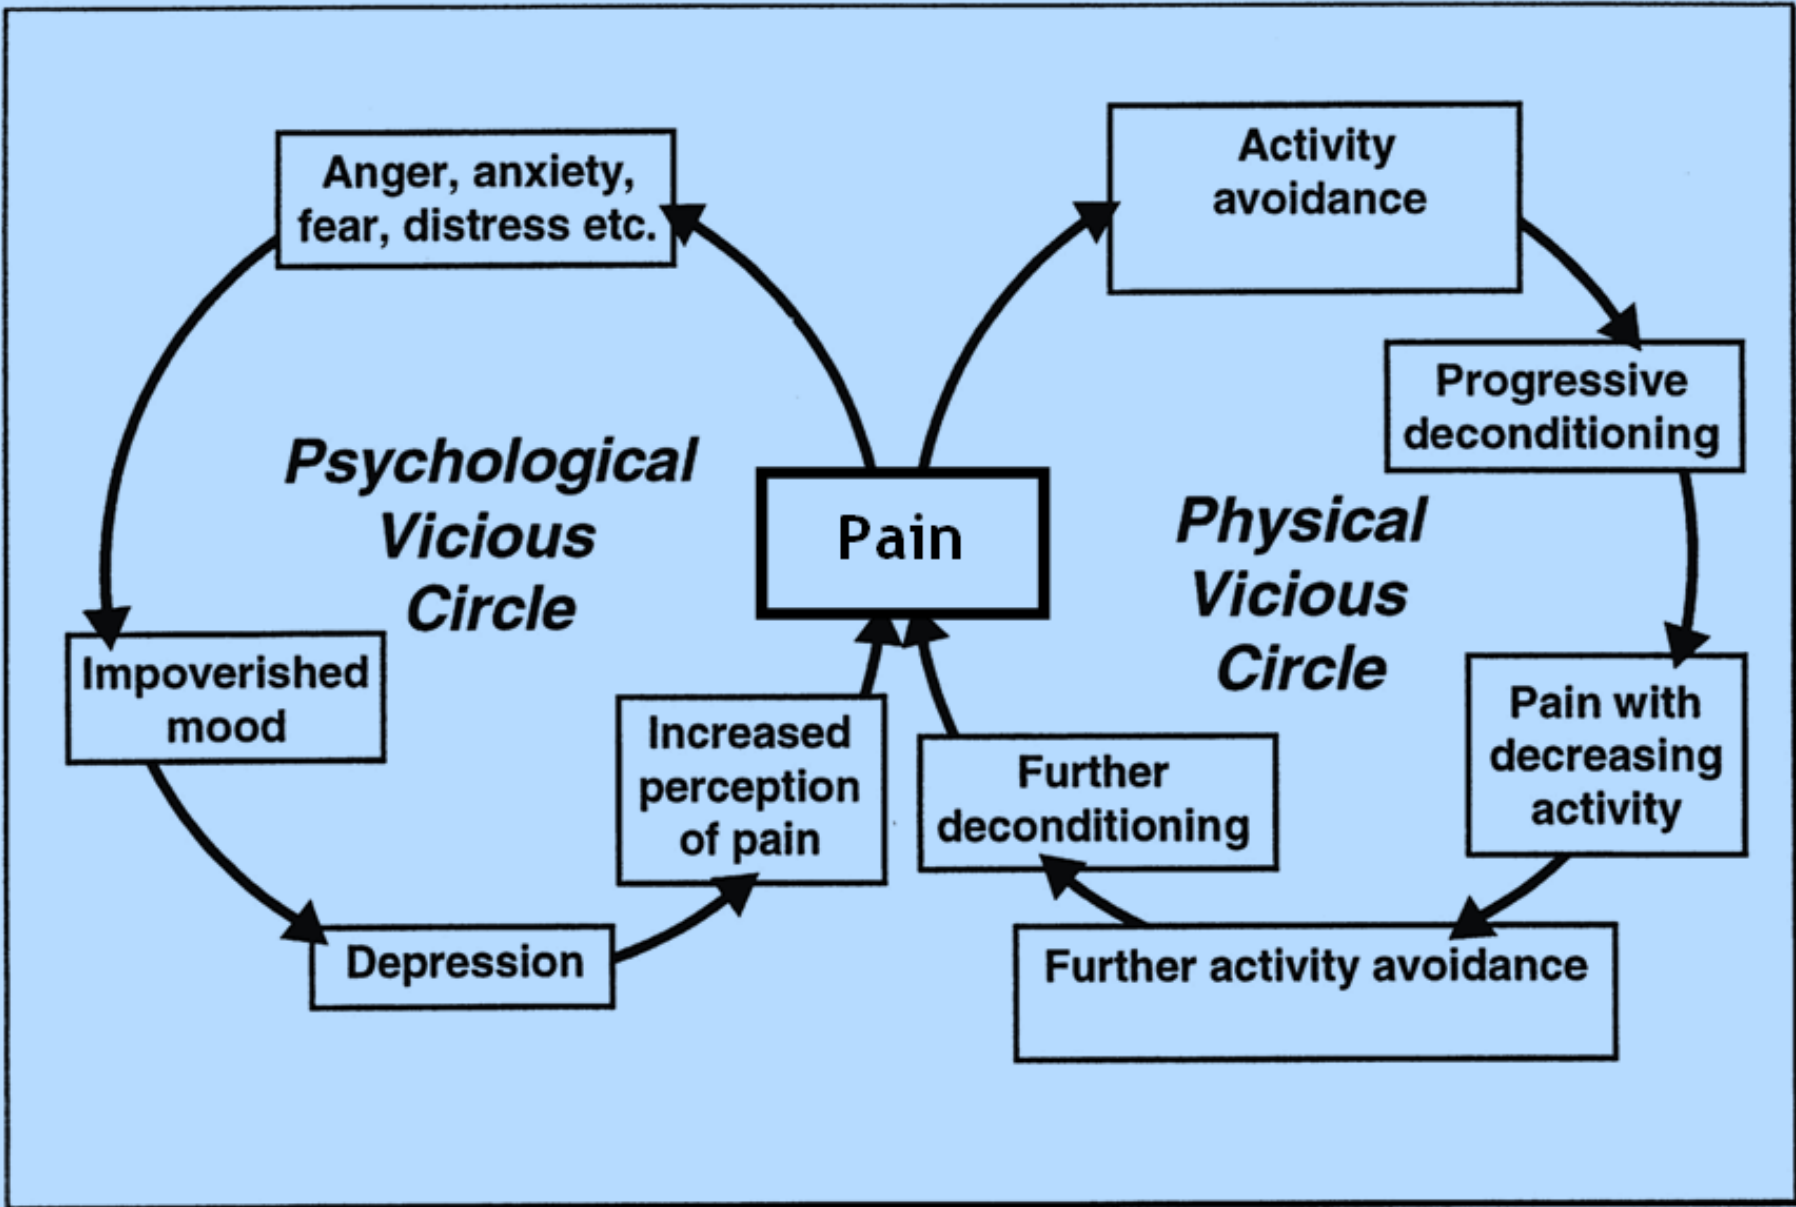 Anger, anxiety,
fear, distress etc.
Activity
avoidance
Progressive
deconditioning
Psychological
Vicious
Circle
Pain
Physical
Vicious
Circle
Impoverished
mood
Increased
perception
of pain
Further
deconditioning
Pain with
decreasing
activity
Depression
Further activity avoidance